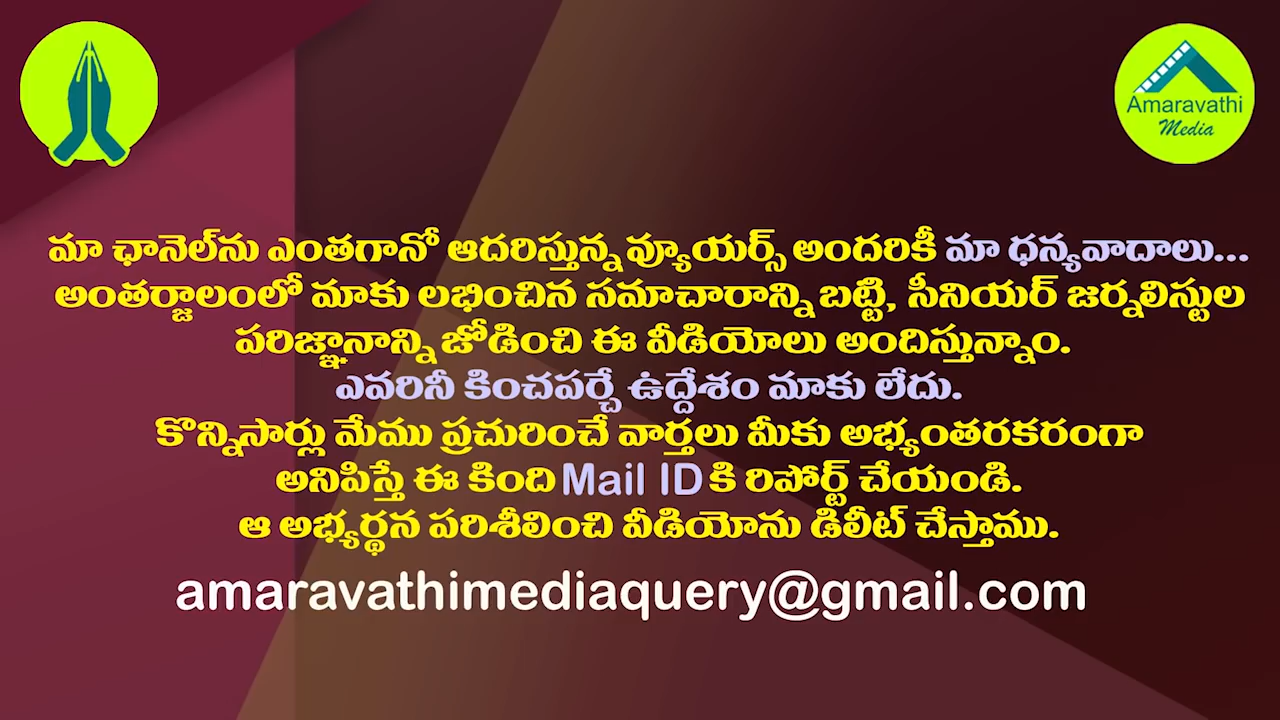 Amaravathi
Media
మా ఛానెల్‌ను ఎంతగానో ఆదరిస్తున్న వ్యూయర్స్ అందరికీ మా ధన్యవాదాలు...
అంతర్జాలంలో మాకు లభించిన సమాచారాన్ని బట్టి, సీనియర్ జర్నలిస్టుల
పరిజ్ఞానాన్ని జోడించి ఈ వీడియోలు అందిస్తున్నాం.
ఎవరినీ కించపర్చే ఉద్దేశం మాకు లేదు.
కొన్నిసార్లు మేము ప్రచురించే వార్తలు మీకు అభ్యంతరకరంగా
అనిపిస్తే ఈ కింది Mail ID కి రిపోర్ట్ చేయండి.
ఆ అభ్యర్థన పరిశీలించి వీడియోను డిలీట్ చేస్తాము.
amaravathimediaquery@gmail.com